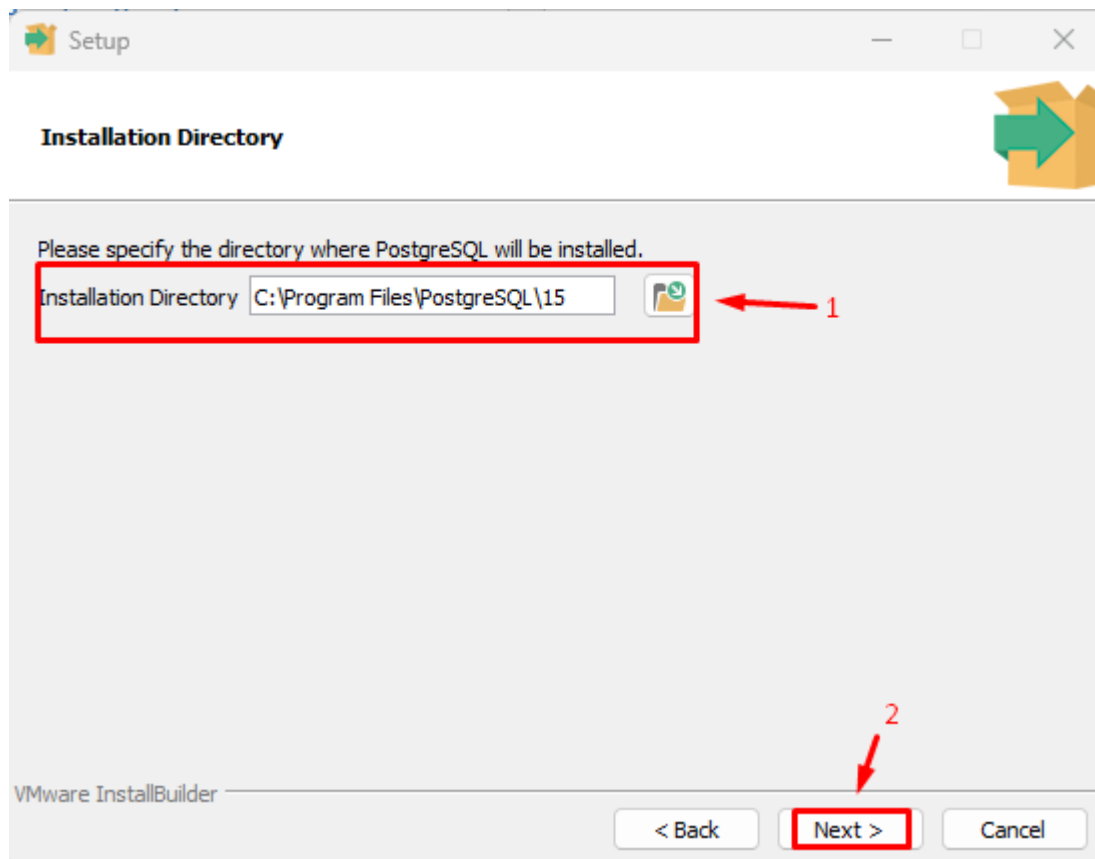 Setup
Installation Directory
Please specify the directory where PostgreSQL will be installed.
Installation Directory C:\Program Files\PostgreSQL\15
1
2
VMware InstallBuilder
< Back Next > Cancel